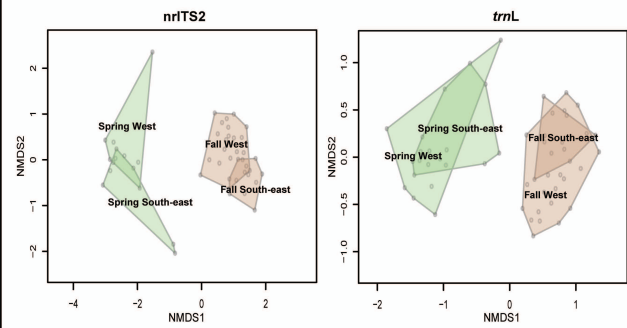 nrITS2
trnL
NMDS2
2
1
0
−1
−2
Spring West
Spring South-east
Fall West
Fall South-east
−4
−2
0
2
NMDS1
NMDS2
1.0
0.5
0.0
−0.5
−1.0
Spring South-east
Spring West
Fall South-east
Fall West
−2
−1
0
1
NMDS1